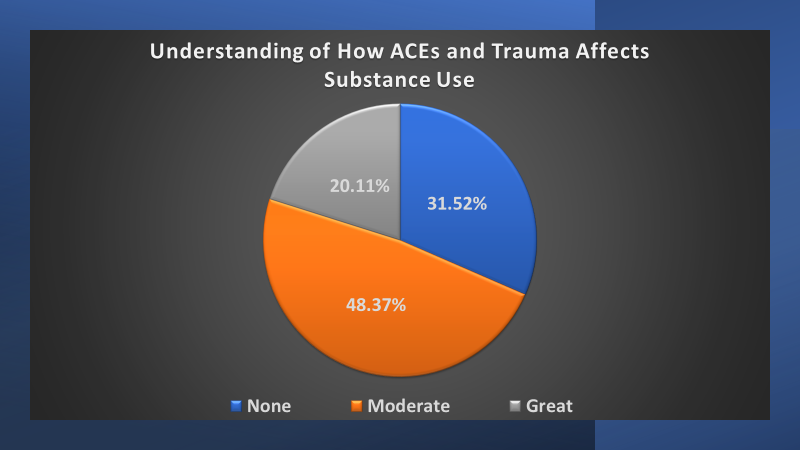 Understanding of How ACEs and Trauma Affects
Substance Use
20.11%
31.52%
48.37%
None Moderate Great